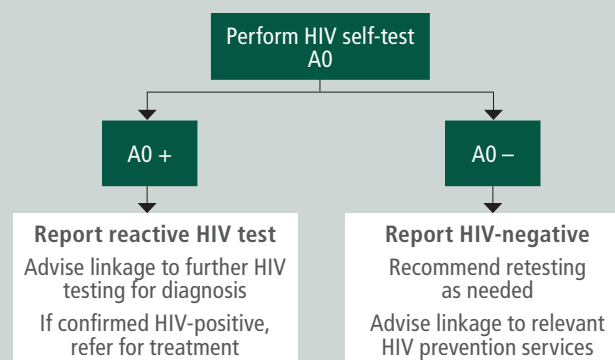 Perform HIV self-test
A0
A0 +
A0 –
Report reactive HIV test
Advise linkage to further HIV
testing for diagnosis
If confirmed HIV-positive,
refer for treatment
Report HIV-negative
Recommend retesting
as needed
Advise linkage to relevant
HIV prevention services